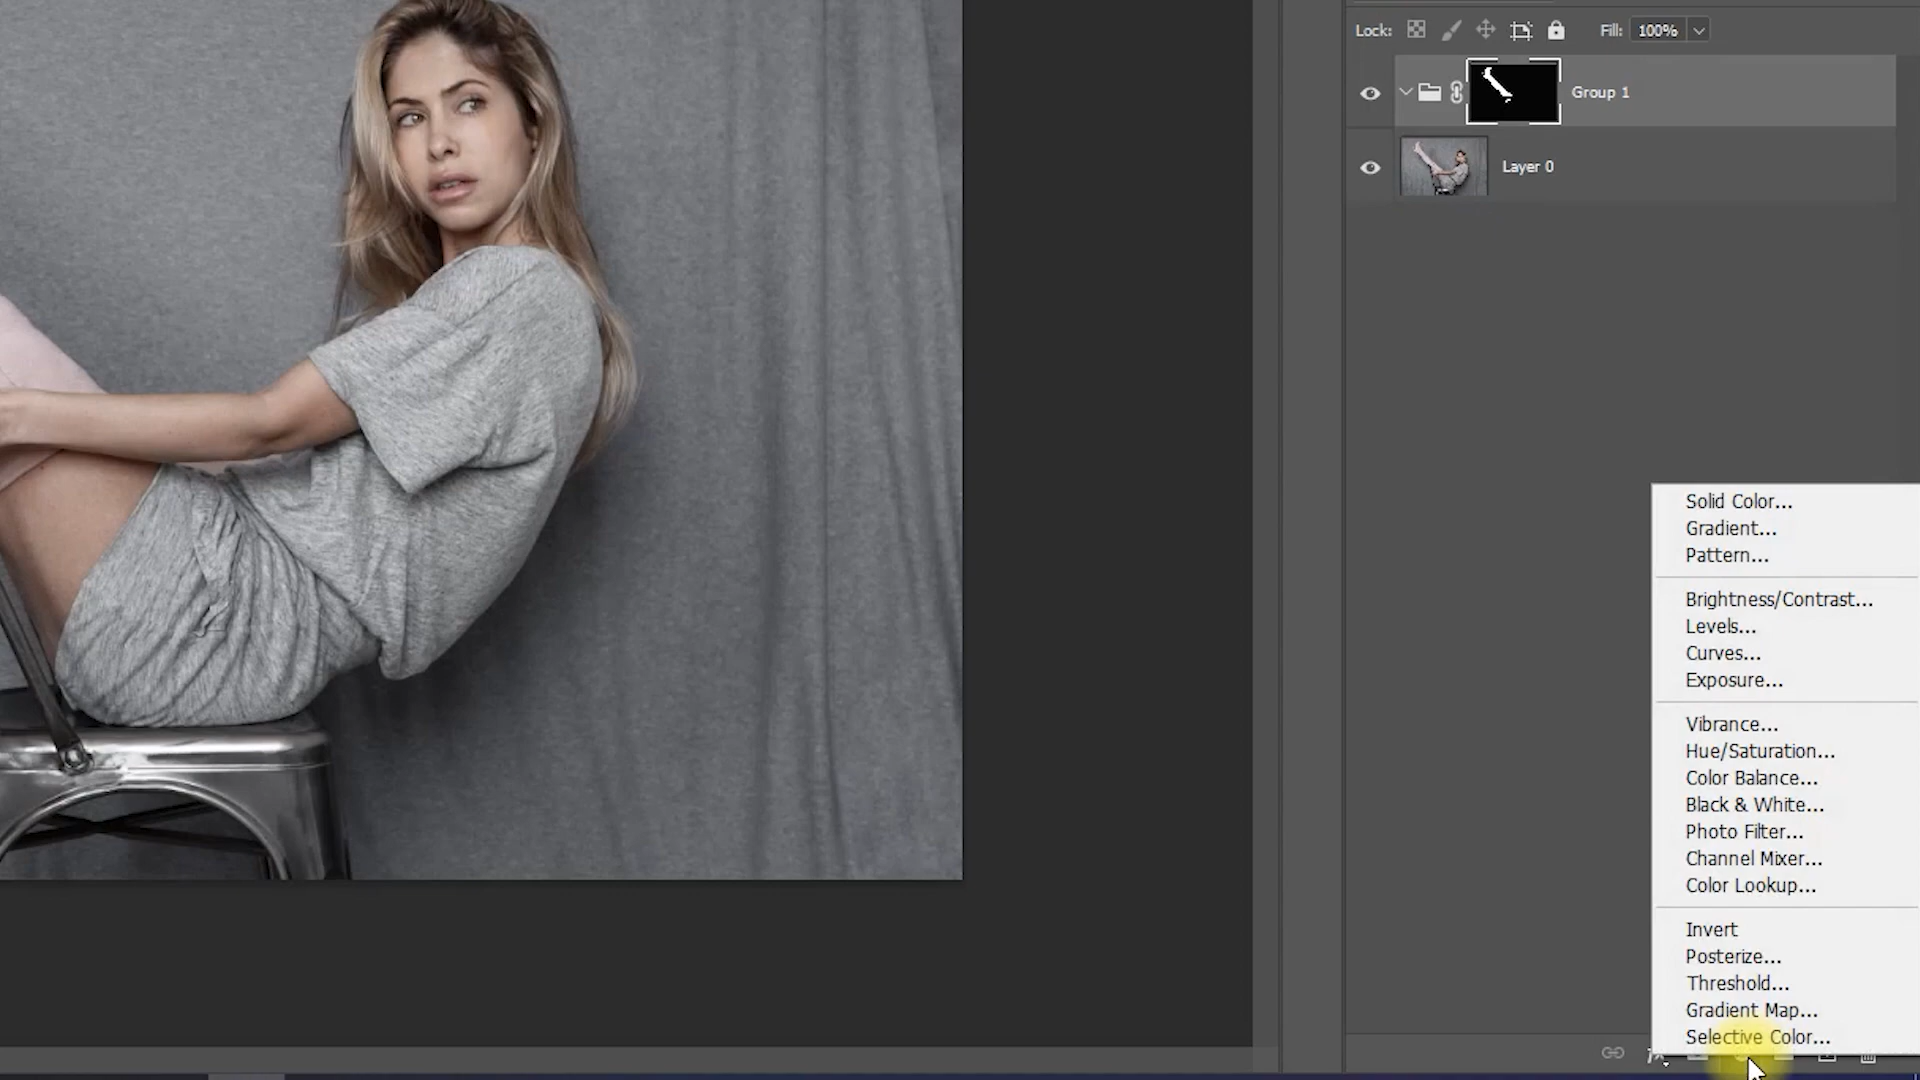 Lock:
Fill: 100%
Group 1
Layer 0
Solid Color...
Gradient...
Pattern...
Brightness/Contrast...
Levels...
Curves...
Exposure...
Vibrance...
Hue/Saturation...
Color Balance...
Black & White...
Photo Filter...
Channel Mixer...
Color Lookup...
Invert
Posterize...
Threshold...
Gradient Map...
Selective Color...
fx